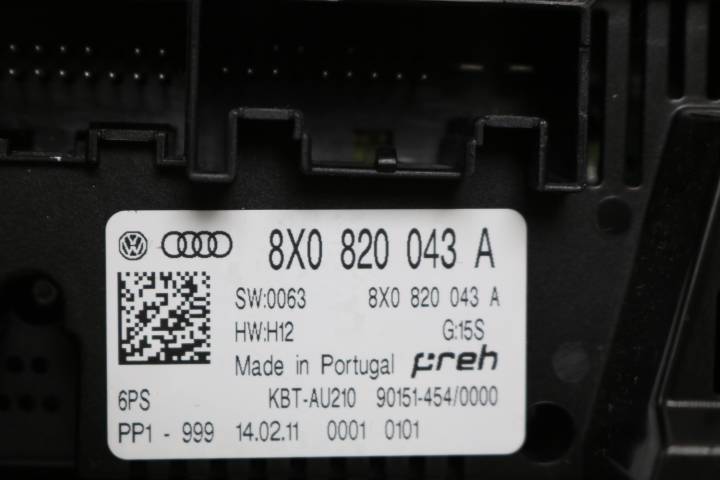 8X0 820 043 A
SW:0063 8X0 820 043 A
HW:H12 G:15S
Made in Portugal preh
6PS KBT-AU210 90151-454/0000
PP1 - 999 14.02.11 0001 0101